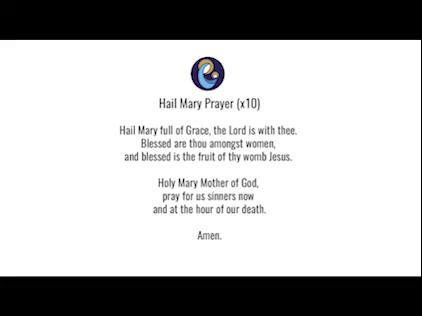 Hail Mary Prayer (x10)
Hail Mary full of Grace, the Lord is with thee.
Blessed are thou amongst women,
and blessed is the fruit of thy womb Jesus.
Holy Mary Mother of God,
pray for us sinners now
and at the hour of our death.
Amen.